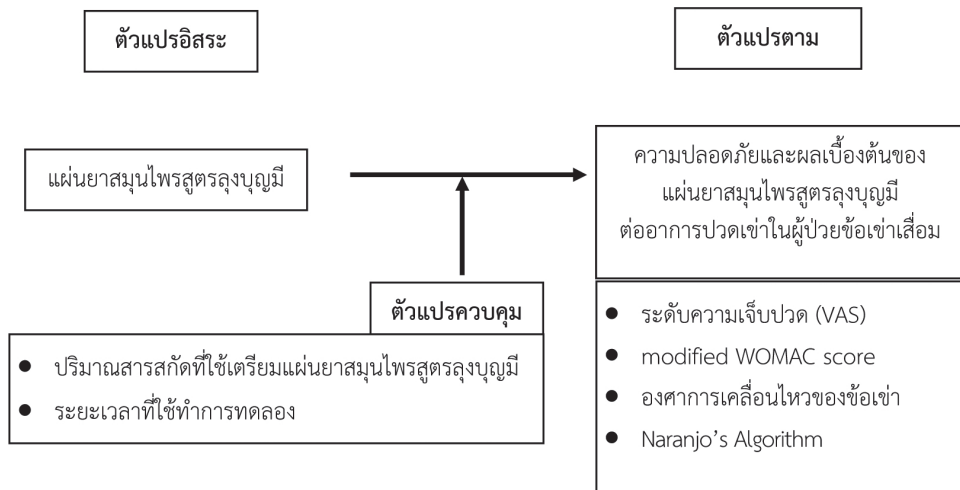 ตัวแปรอิสระ
ตัวแปรตาม
แผ่นยาสมุนไพรสูตรลุงบุญมี
ความปลอดภัยและผลเบื้องต้นของ
แผ่นยาสมุนไพรสูตรลุงบุญมี
ต่ออาการปวดเข่าในผู้ป่วยข้อเข่าเสื่อม
ตัวแปรควบคุม
● ปริมาณสารสกัดที่ใช้เตรียมแผ่นยาสมุนไพรสูตรลุงบุญมี
● ระยะเวลาที่ใช้ทำการทดลอง
● ระดับความเจ็บปวด (VAS)
● modified WOMAC score
● องศาการเคลื่อนไหวของข้อเข่า
● Naranjo’s Algorithm